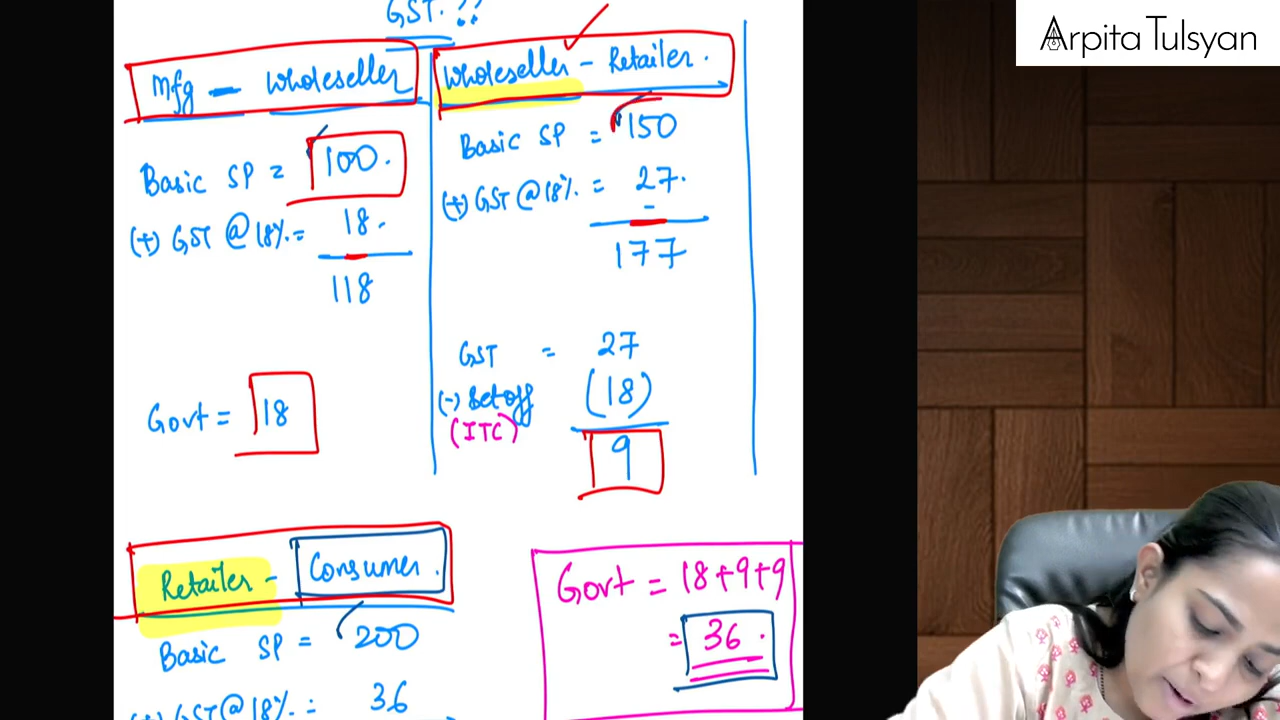 Arpita Tulsyan
GST. ??
Mfg - Wholeseller
Basic SP = 100.
(+) GST @ 18%. = 18.
118
Govt = 18
Wholeseller - Retailer.
Basic SP = 150
(+) GST @ 18%. = 27.
177
GST = 27
(-) Setoff (18)
(ITC)
9
Retailer - Consumer.
Basic SP = 200
(+) GST @ 18%. = 36
Govt = 18+9+9
= 36.